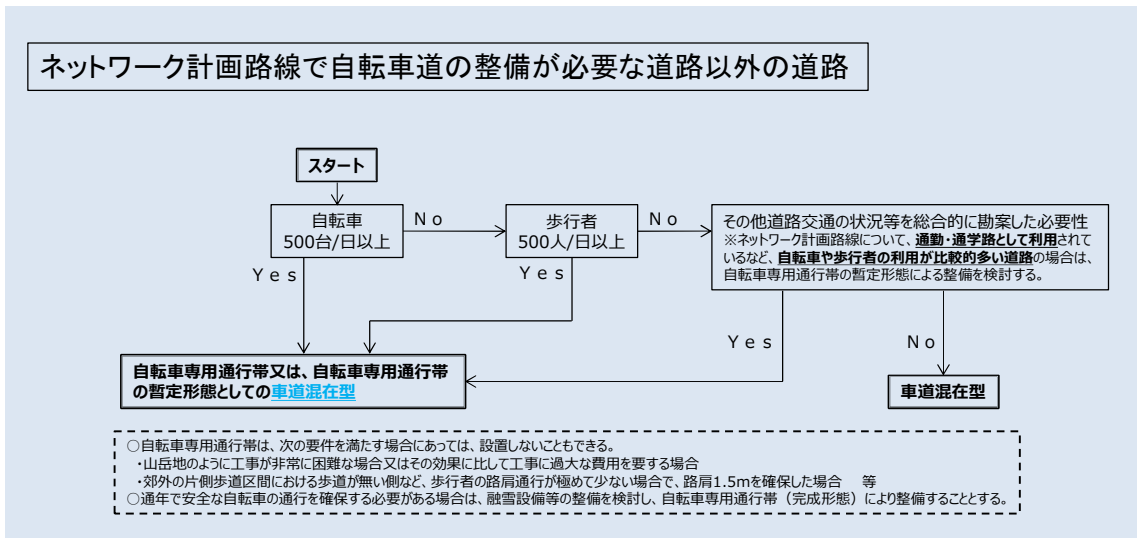 ネットワーク計画路線で自転車道の整備が必要な道路以外の道路
スタート
自転車
500台/日以上
No
歩行者
500人/日以上
No
その他道路交通の状況等を総合的に勘案した必要性
※ネットワーク計画路線について、通勤・通学路として利用されて
いるなど、自転車や歩行者の利用が比較的多い道路の場合は、
自転車専用通行帯の暫定形態による整備を検討する。
Yes
Yes
Yes
No
自転車専用通行帯又は、自転車専用通行帯
の暫定形態としての車道混在型
車道混在型
○自転車専用通行帯は、次の要件を満たす場合にあっては、設置しないこともできる。
・山岳地のように工事が非常に困難な場合又はその効果に比して工事に過大な費用を要する場合
・郊外の片側歩道区間における歩道が無い側など、歩行者の路肩通行が極めて少ない場合で、路肩1.5mを確保した場合　等
○通年で安全な自転車の通行を確保する必要がある場合は、融雪設備等の整備を検討し、自転車専用通行帯（完成形態）により整備することとする。